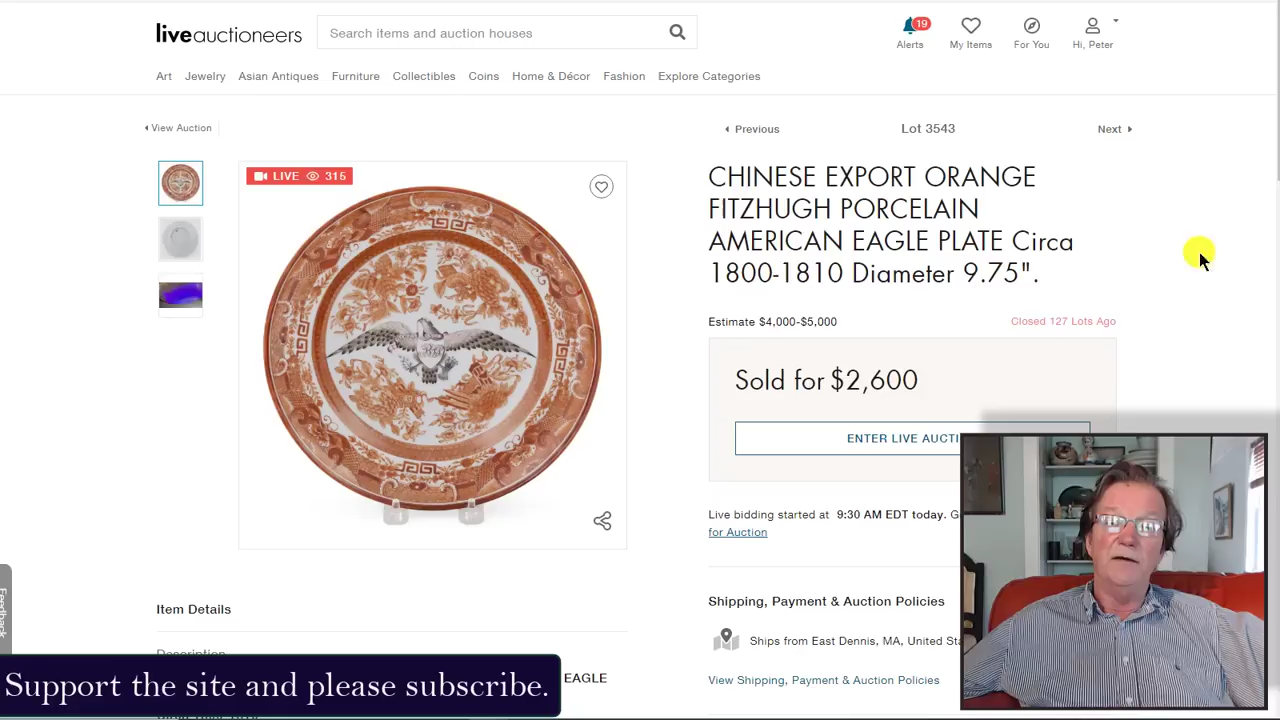 liveauctioneers
Search items and auction houses
19
Alerts
My Items
For You
Hi, Peter
Art
Jewelry
Asian Antiques
Furniture
Collectibles
Coins
Home & Décor
Fashion
Explore Categories
View Auction
Previous
Lot 3543
Next
LIVE 315
CHINESE EXPORT ORANGE
FITZHUGH PORCELAIN
AMERICAN EAGLE PLATE Circa
1800-1810 Diameter 9.75".
Estimate $4,000-$5,000
Closed 127 Lots Ago
Sold for $2,600
ENTER LIVE AUCTI
Live bidding started at 9:30 AM EDT today. G
for Auction
Shipping, Payment & Auction Policies
Ships from East Dennis, MA, United Sta
View Shipping, Payment & Auction Policies
Item Details
Description
EAGLE
Feedback
Support the site and please subscribe.